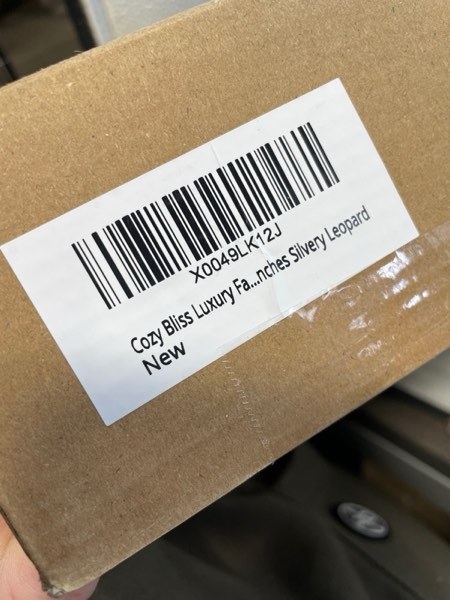 X0049LK12J
Cozy Bliss Luxury Fa...nches Silvery Leopard
New